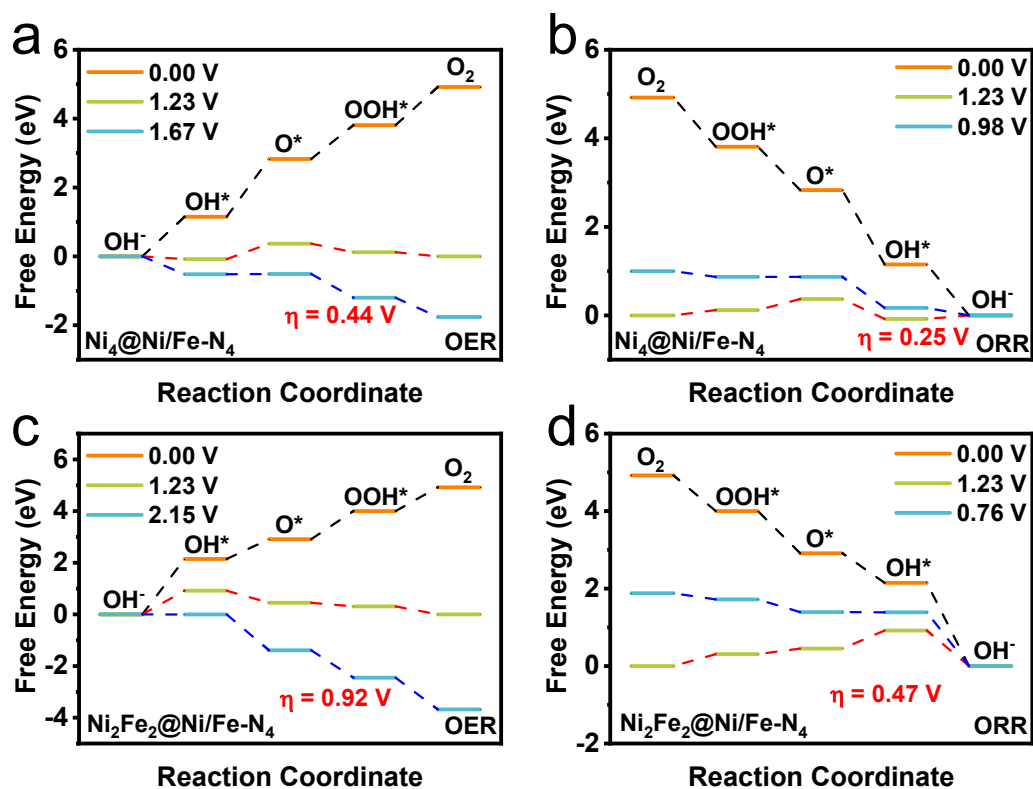 a
6
4
2
0
-2
Free Energy (eV)
0.00 V
1.23 V
1.67 V
OH-
OH*
O*
OOH*
O2
η = 0.44 V
Ni4@Ni/Fe-N4
OER
Reaction Coordinate
b
6
4
2
0
Free Energy (eV)
0.00 V
1.23 V
0.98 V
O2
OOH*
O*
OH*
OH-
η = 0.25 V
Ni4@Ni/Fe-N4
ORR
Reaction Coordinate
c
6
4
2
0
-2
-4
Free Energy (eV)
0.00 V
1.23 V
2.15 V
OH-
OH*
O*
OOH*
O2
η = 0.92 V
Ni2Fe2@Ni/Fe-N4
OER
Reaction Coordinate
d
6
4
2
0
-2
Free Energy (eV)
0.00 V
1.23 V
0.76 V
O2
OOH*
O*
OH*
OH-
η = 0.47 V
Ni2Fe2@Ni/Fe-N4
ORR
Reaction Coordinate